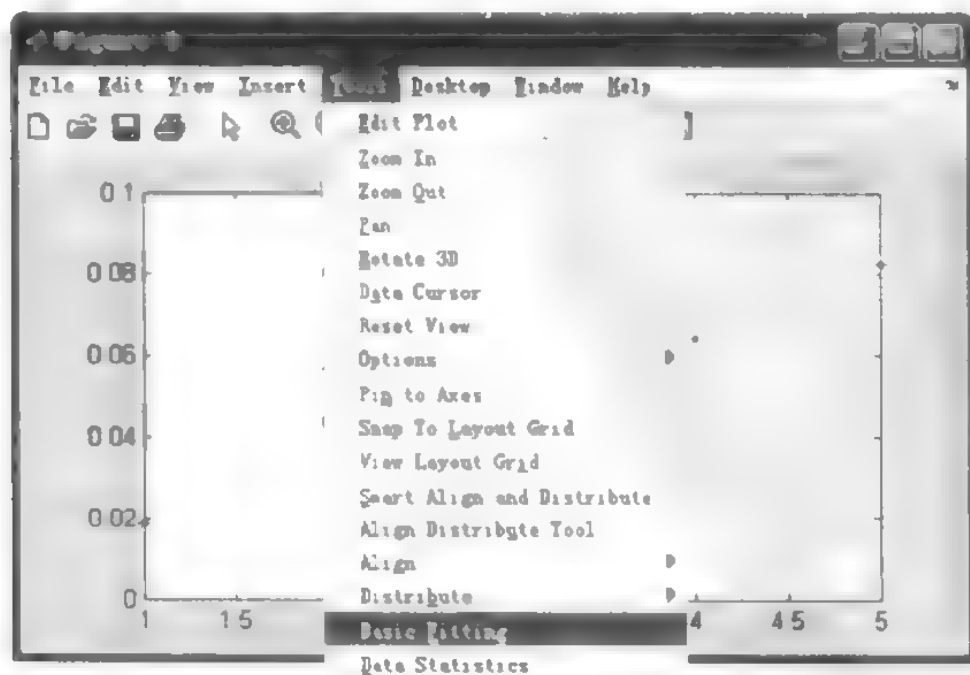 File Edit View Insert Tools Desktop Window Help
Edit Plot
Zoom In
0 1
Zoom Qut
Pan
Rotate 3D
0 08
Data Cursor
Reset View
0 06
Options
Pin to Axes
0 04
Snap To Layout Grid
View Layout Grid
Smart Align and Distribute
0 02
Align Distribute Tool
Align
0
Distribute
1 1 5 4 4 5 5
Basic Fitting
Data Statistics